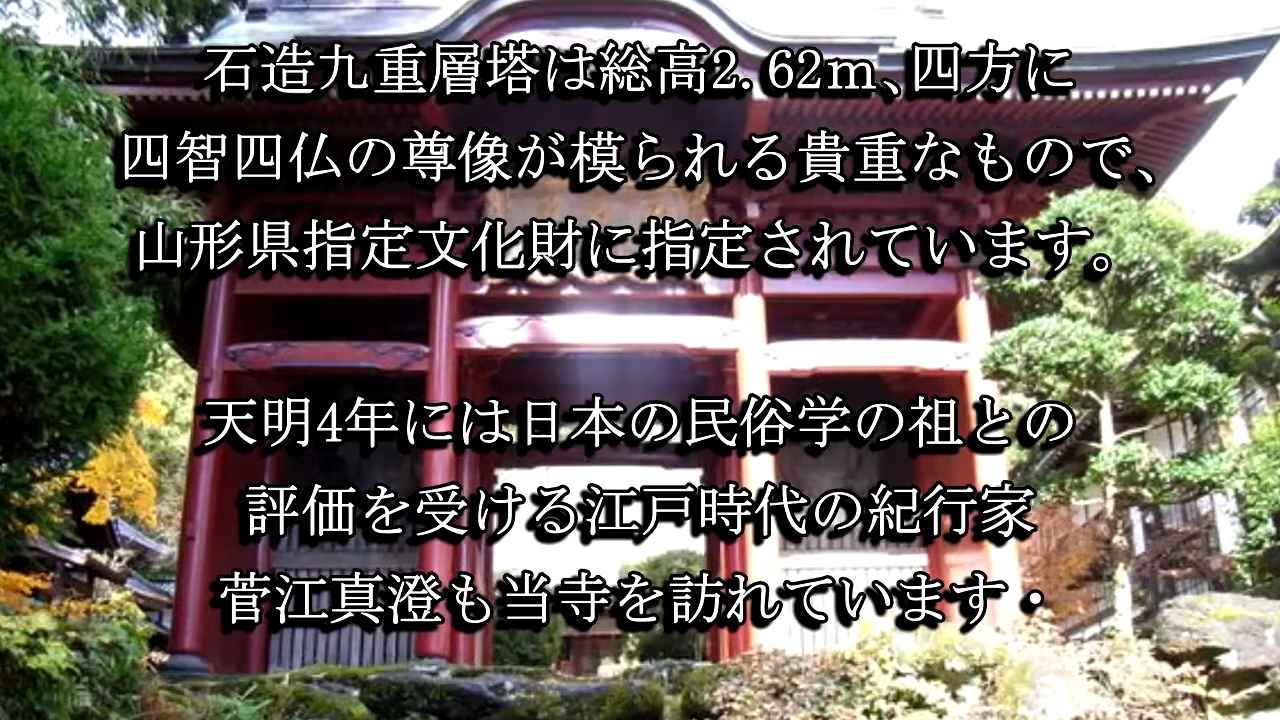 石造九重層塔は総高2.62m、四方に
四智四仏の尊像が模られる貴重なもので、
山形県指定文化財に指定されています。
天明4年には日本の民俗学の祖との
評価を受ける江戸時代の紀行家
菅江真澄も当寺を訪れています・